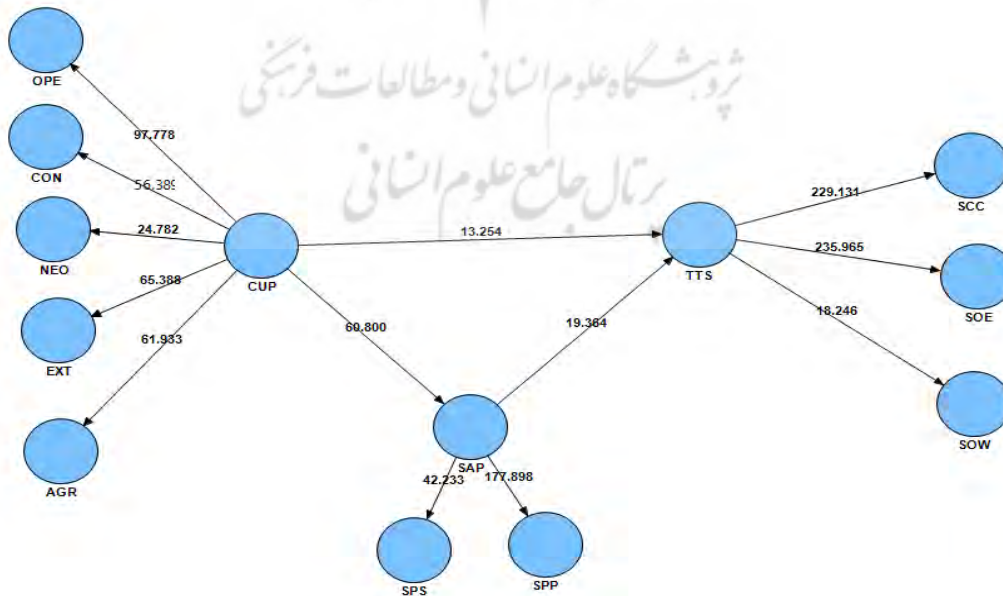 پژوهشگاه علوم انسانی و مطالعات فرهنگی
پرتال جامع علوم انسانی
OPE
97.778
CON
56.389
NEO
24.782
EXT
65.388
AGR
61.933
CUP
13.254
60.800
TTS
19.364
SAP
42.233
177.898
SPS
SPP
229.131
SCC
235.965
SOE
18.246
SOW